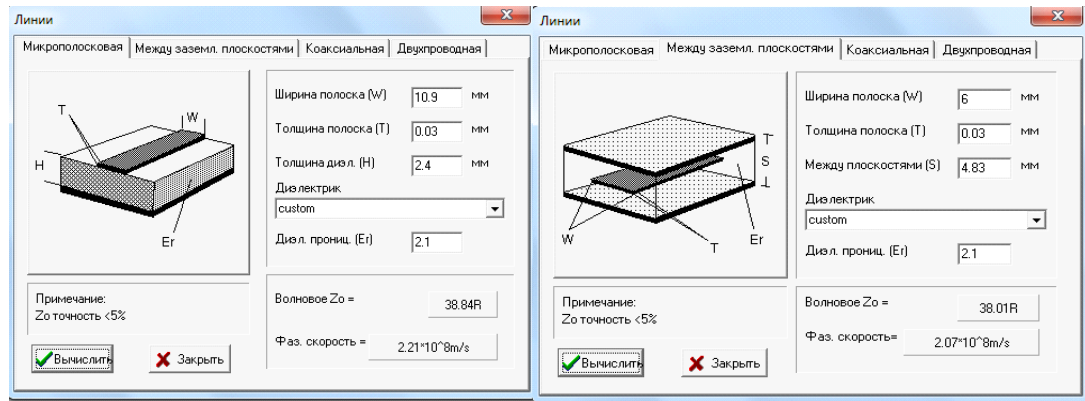 Линии
Микрополосковая Между заземл. плоскостями Коаксиальная Двухпроводная
T
W
H
Er
Ширина полоска (W) 10.9 мм
Толщина полоска (T) 0.03 мм
Толщина диэл. (H) 2.4 мм
Диэлектрик
custom
Диэл. прониц. (Er) 2.1
Примечание:
Zо точность <5%
Волновое Zo = 38.84R
Фаз. скорость = 2.21*10^8m/s
Вычислить Закрыть
Линии
Микрополосковая Между заземл. плоскостями Коаксиальная Двухпроводная
S
W
T
Er
Ширина полоска (W) 6 мм
Толщина полоска (T) 0.03 мм
Между плоскостями (S) 4.83 мм
Диэлектрик
custom
Диэл. прониц. (Er) 2.1
Примечание:
Zо точность <5%
Волновое Zo = 38.01R
Фаз. скорость= 2.07*10^8m/s
Вычислить Закрыть